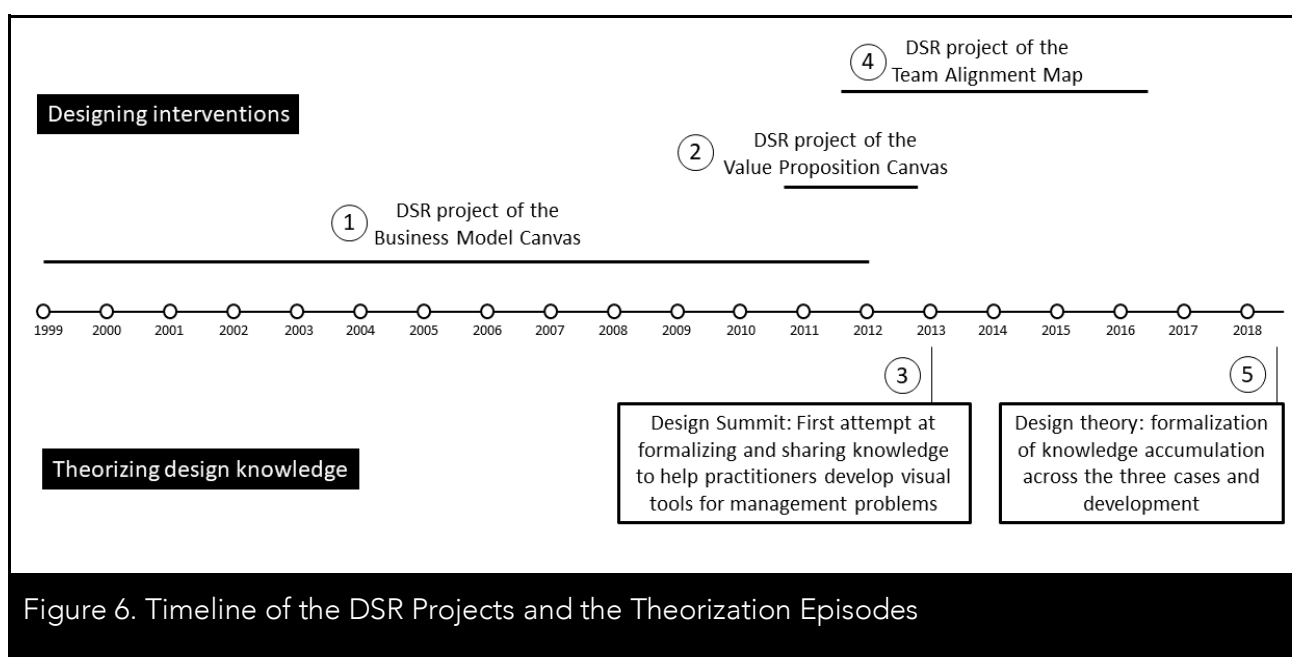 4
DSR project of the
Team Alignment Map
Designing interventions
2
DSR project of the
Value Proposition Canvas
1
DSR project of the
Business Model Canvas
1999 2000 2001 2002 2003 2004 2005 2006 2007 2008 2009 2010 2011 2012 2013 2014 2015 2016 2017 2018
3
5
Theorizing design knowledge
Design Summit: First attempt at
formalizing and sharing knowledge
to help practitioners develop visual
tools for management problems
Design theory: formalization
of knowledge accumulation
across the three cases and
development
Figure 6. Timeline of the DSR Projects and the Theorization Episodes